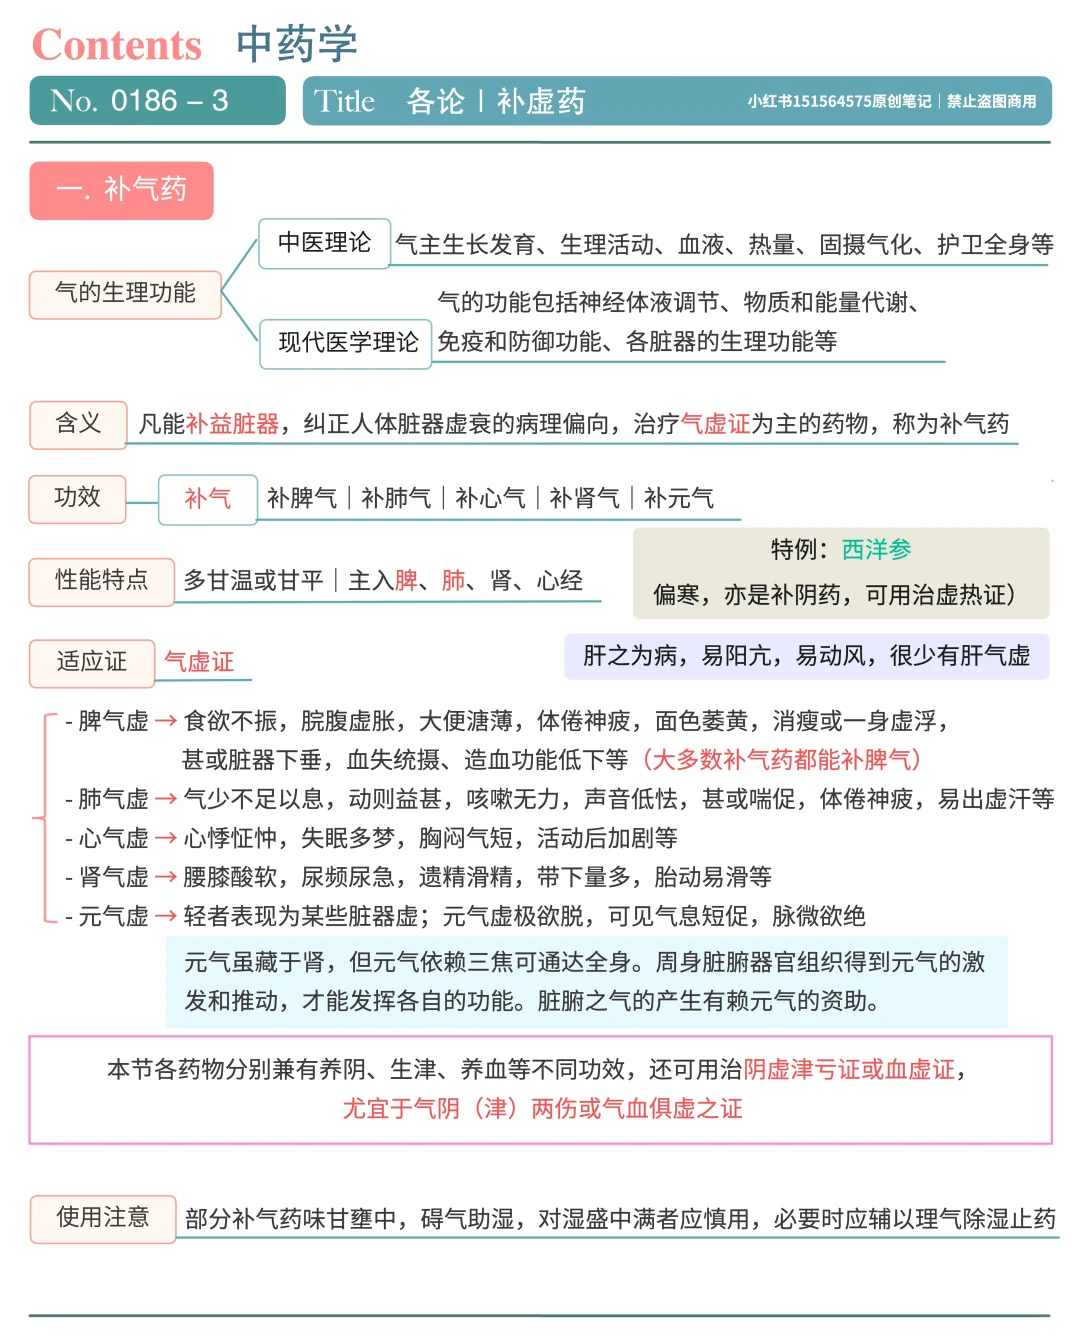 Contents 中药学
No. 0186 – 3
Title 各论 | 补虚药 小红书151564575原创笔记｜禁止盗图商用
一. 补气药
气的生理功能
中医理论 气主生长发育、生理活动、血液、热量、固摄气化、护卫全身等
现代医学理论 气的功能包括神经体液调节、物质和能量代谢、
免疫和防御功能、各脏器的生理功能等
含义 凡能补益脏器，纠正人体脏器虚衰的病理偏向，治疗气虚证为主的药物，称为补气药
功效 补气 补脾气｜补肺气｜补心气｜补肾气｜补元气
性能特点 多甘温或甘平｜主入脾、肺、肾、心经
特例：西洋参
偏寒，亦是补阴药，可用治虚热证）
适应证 气虚证
肝之为病，易阳亢，易动风，很少有肝气虚
- 脾气虚→食欲不振，脘腹虚胀，大便溏薄，体倦神疲，面色萎黄，消瘦或一身虚浮，
甚或脏器下垂，血失统摄、造血功能低下等（大多数补气药都能补脾气）
- 肺气虚→气少不足以息，动则益甚，咳嗽无力，声音低怯，甚或喘促，体倦神疲，易出虚汗等
- 心气虚→心悸怔忡，失眠多梦，胸闷气短，活动后加剧等
- 肾气虚→腰膝酸软，尿频尿急，遗精滑精，带下量多，胎动易滑等
- 元气虚→轻者表现为某些脏器虚；元气虚极欲脱，可见气息短促，脉微欲绝
元气虽藏于肾，但元气依赖三焦可通达全身。周身脏腑器官组织得到元气的激
发和推动，才能发挥各自的功能。脏腑之气的产生有赖元气的资助。
本节各药物分别兼有养阴、生津、养血等不同功效，还可用治阴虚津亏证或血虚证，
尤宜于气阴（津）两伤或气血俱虚之证
使用注意 部分补气药味甘壅中，碍气助湿，对湿盛中满者应慎用，必要时应辅以理气除湿止药